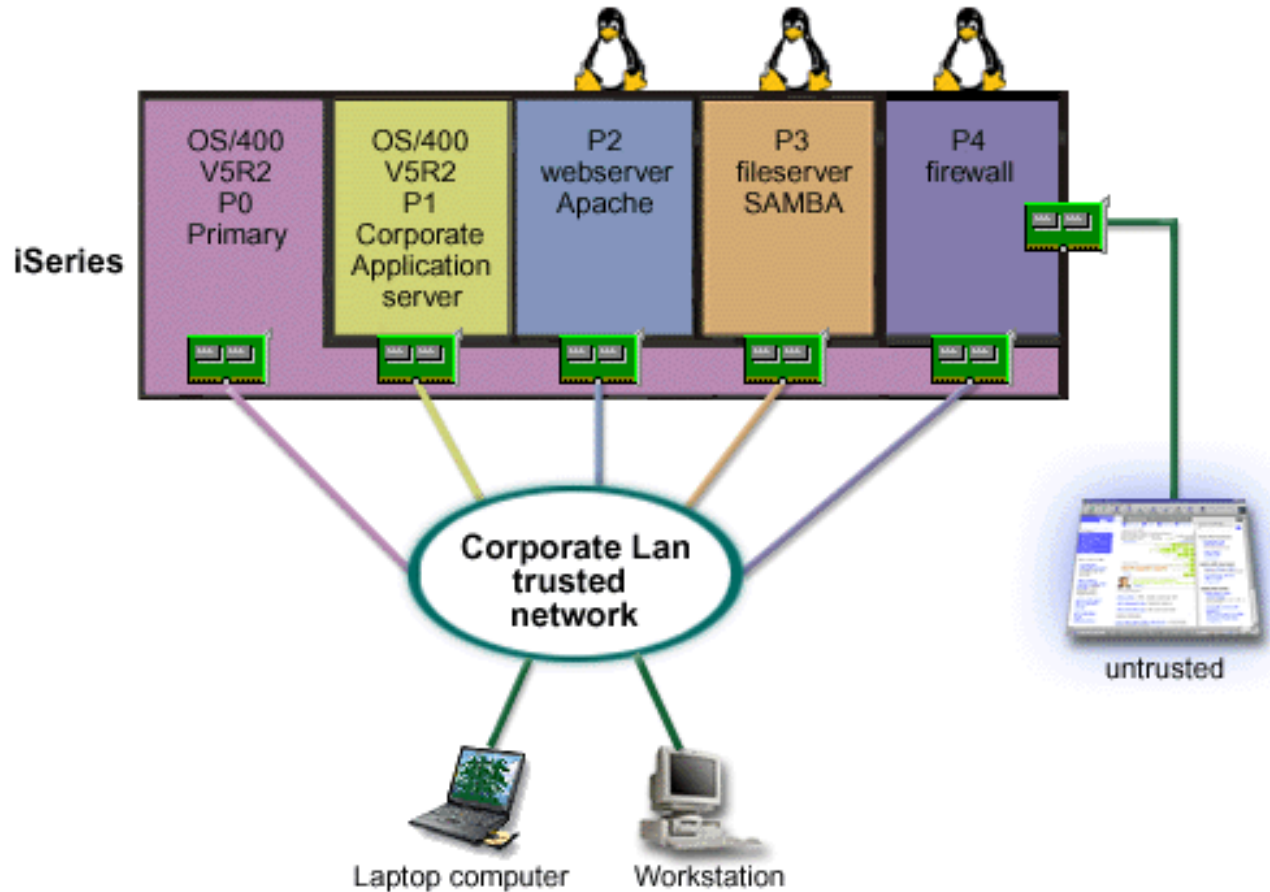 iSeries
OS/400
V5R2
P0
Primary
OS/400
V5R2
P1
Corporate
Application
server
P2
webserver
Apache
P3
fileserver
SAMBA
P4
firewall
Corporate Lan
trusted
network
untrusted
Laptop computer
Workstation